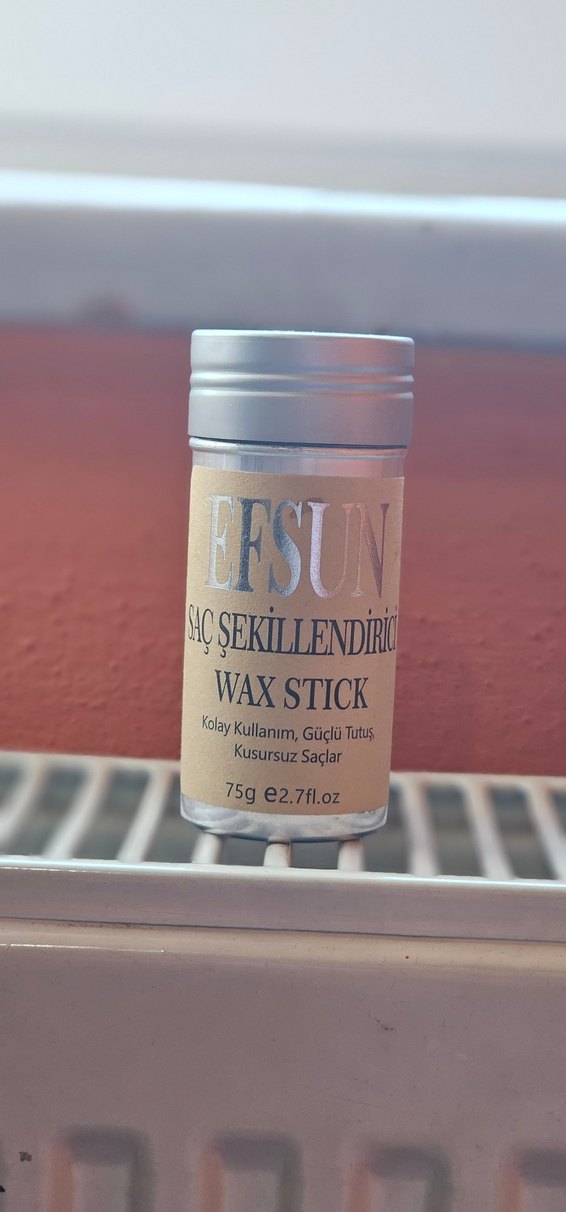 EFSUN
SAÇ ŞEKİLLENDİRİCİ
WAX STICK
Kolay Kullanım, Güçlü Tutuş,
Kusursuz Saçlar
75g ℮2.7fl.oz